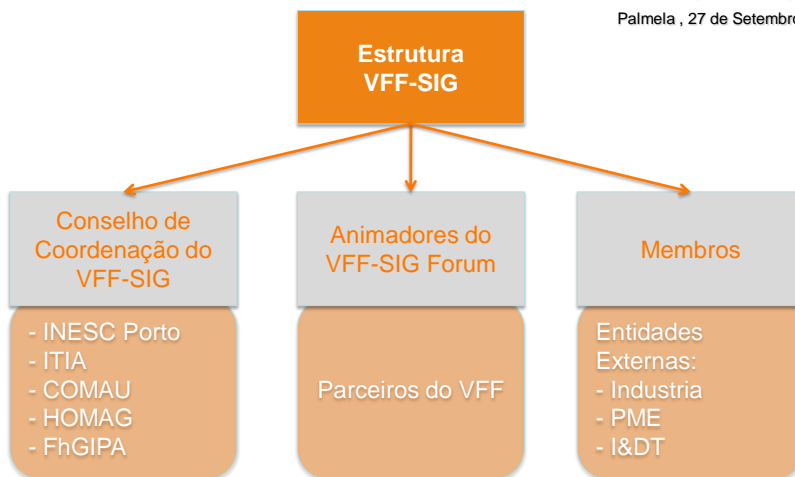 Palmela , 27 de Setembro
Estrutura
VFF-SIG
Conselho de
Coordenação do
VFF-SIG
- INESC Porto
- ITIA
- COMAU
- HOMAG
- FhGIPA
Animadores do
VFF-SIG Forum
Parceiros do VFF
Membros
Entidades
Externas:
- Industria
- PME
- I&DT